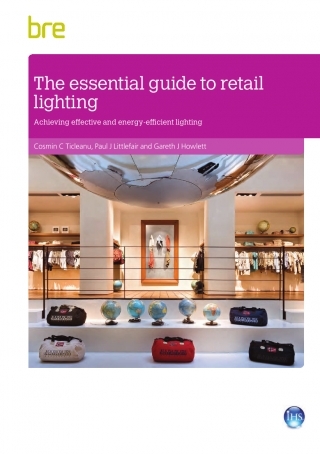 bre
The essential guide to retail
lighting
Achieving effective and energy-efficient lighting
Cosmin C Ticleanu, Paul J Littlefair and Gareth J Howlett
IHS